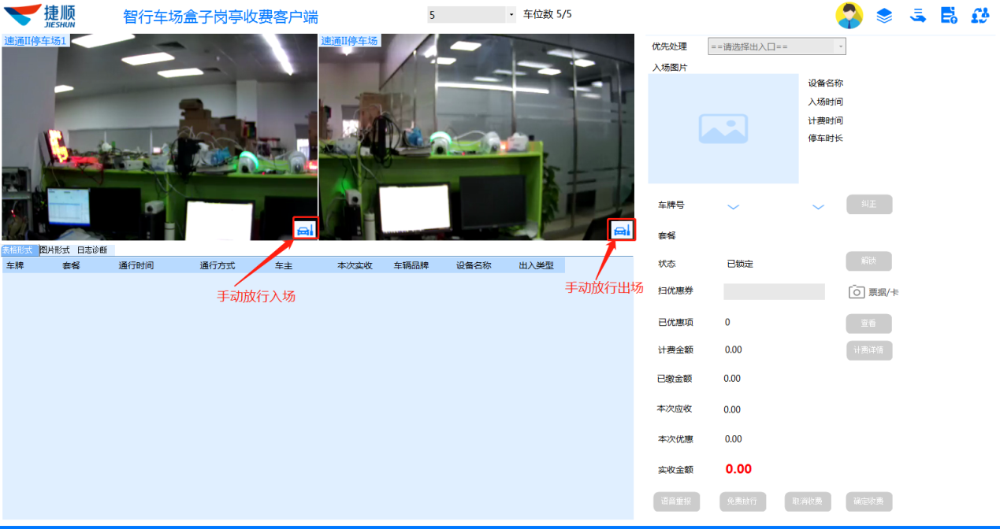 捷顺
JIESHUN
智行车场盒子岗亭收费客户端
5
车位数 5/5
速通II停车场1
速通II停车场
手动放行入场
手动放行出场
表格形式 图片形式 日志诊断
车牌 套餐 通行时间 通行方式 车主 本次实收 车辆品牌 设备名称 出入类型
优先处理 ==请选择出入口==
入场图片
设备名称
入场时间
计费时间
停车时长
车牌号 纠正
套餐
状态 已锁定 解锁
扫优惠券 票据/卡
已优惠项 0 查看
计费金额 0.00 计费详情
已缴金额 0.00
本次应收 0.00
本次优惠 0.00
实收金额 0.00
语音重报 免费放行 取消收费 确定收费